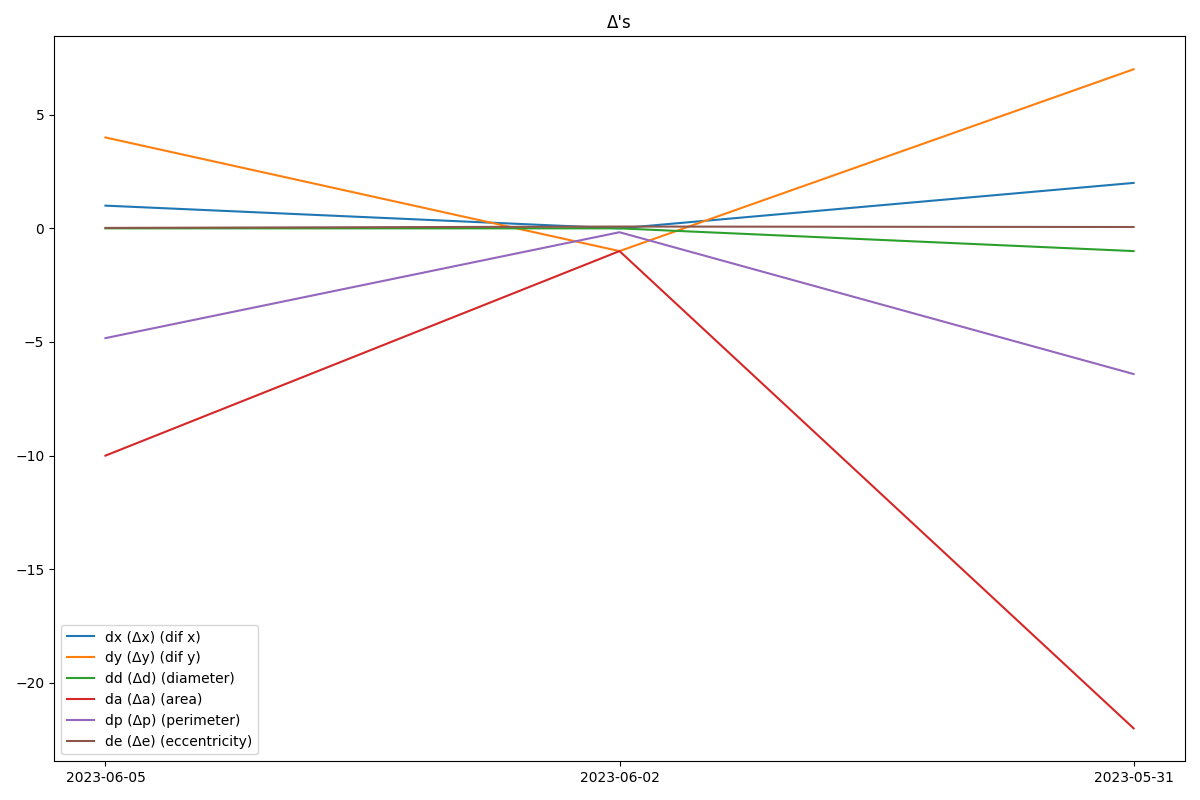 Δ's
5
0
−5
−10
−15
−20
dx (Δx) (dif x)
dy (Δy) (dif y)
dd (Δd) (diameter)
da (Δa) (area)
dp (Δp) (perimeter)
de (Δe) (eccentricity)
2023-06-05
2023-06-02
2023-05-31